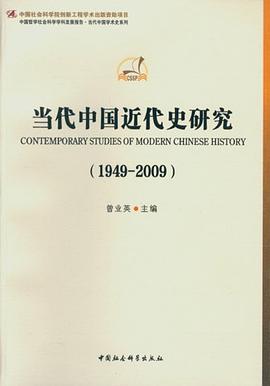 中国社会科学院创新工程学术出版资助项目
中国哲学社会科学学科发展报告·当代中国学术史系列
CSSP
当代中国近代史研究
CONTEMPORARY STUDIES OF MODERN CHINESE HISTORY
(1949-2009)
曾业英●主编
中国社会科学出版社